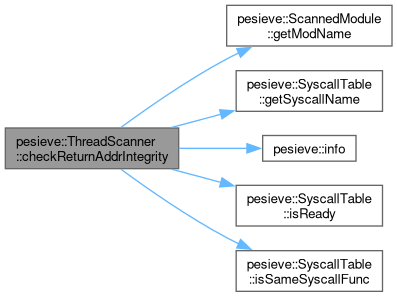 pesieve::ThreadScanner
::checkReturnAddrIntegrity
pesieve::ScannedModule
::getModName
pesieve::SyscallTable
::getSyscallName
pesieve::info
pesieve::SyscallTable
::isReady
pesieve::SyscallTable
::isSameSyscallFunc